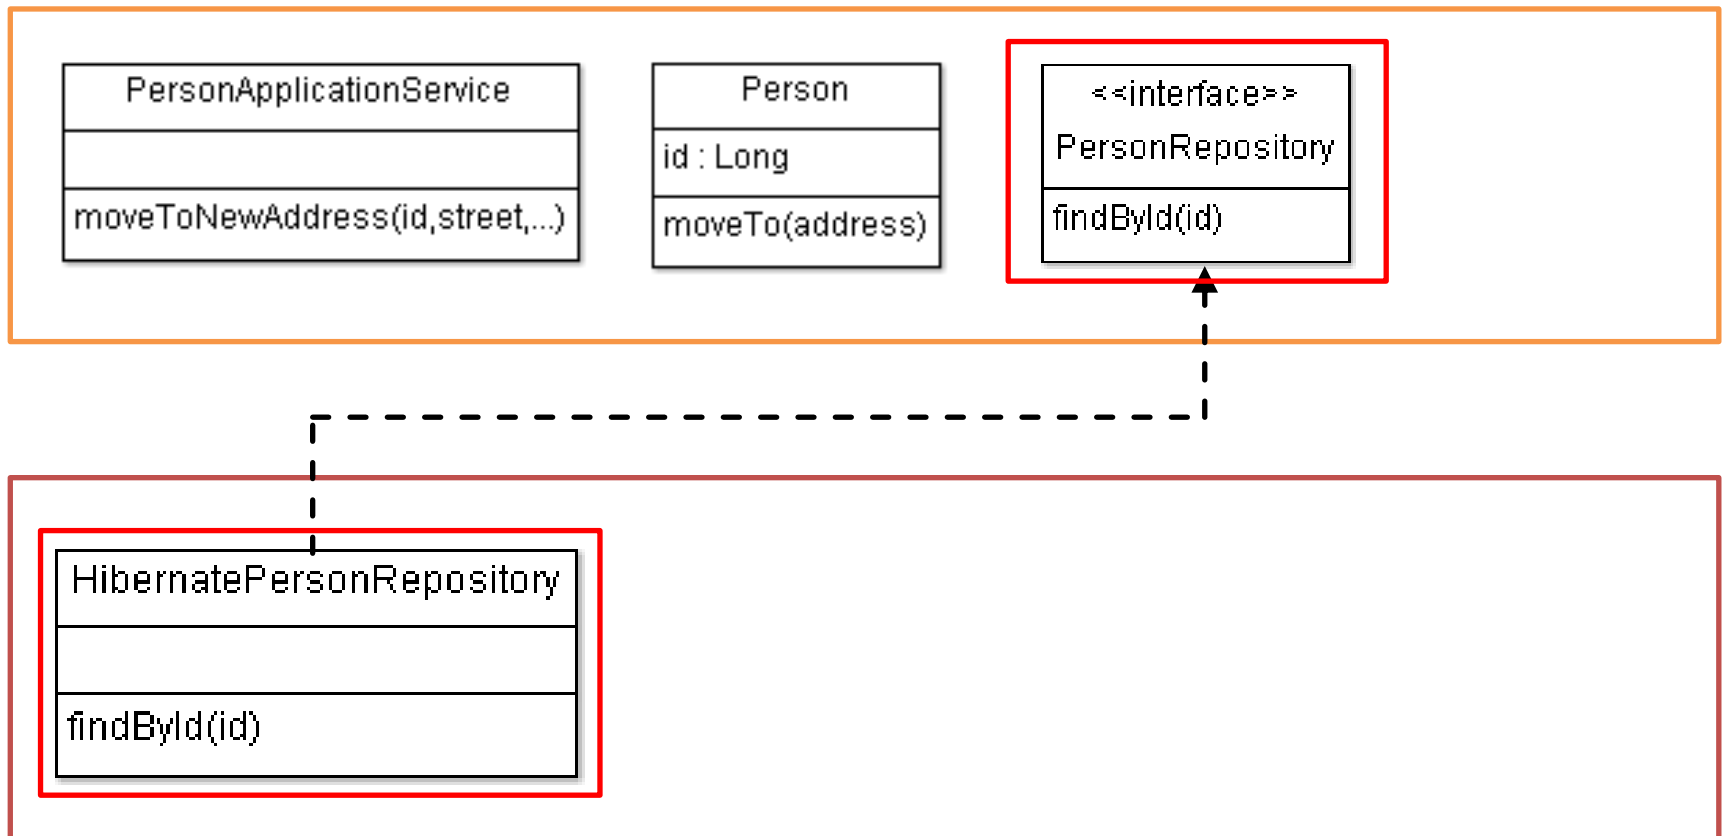 PersonApplicationService
moveToNewAddress(id,street,...)
Person
id : Long
moveTo(address)
<<interface>>
PersonRepository
findById(id)
HibernatePersonRepository
findById(id)